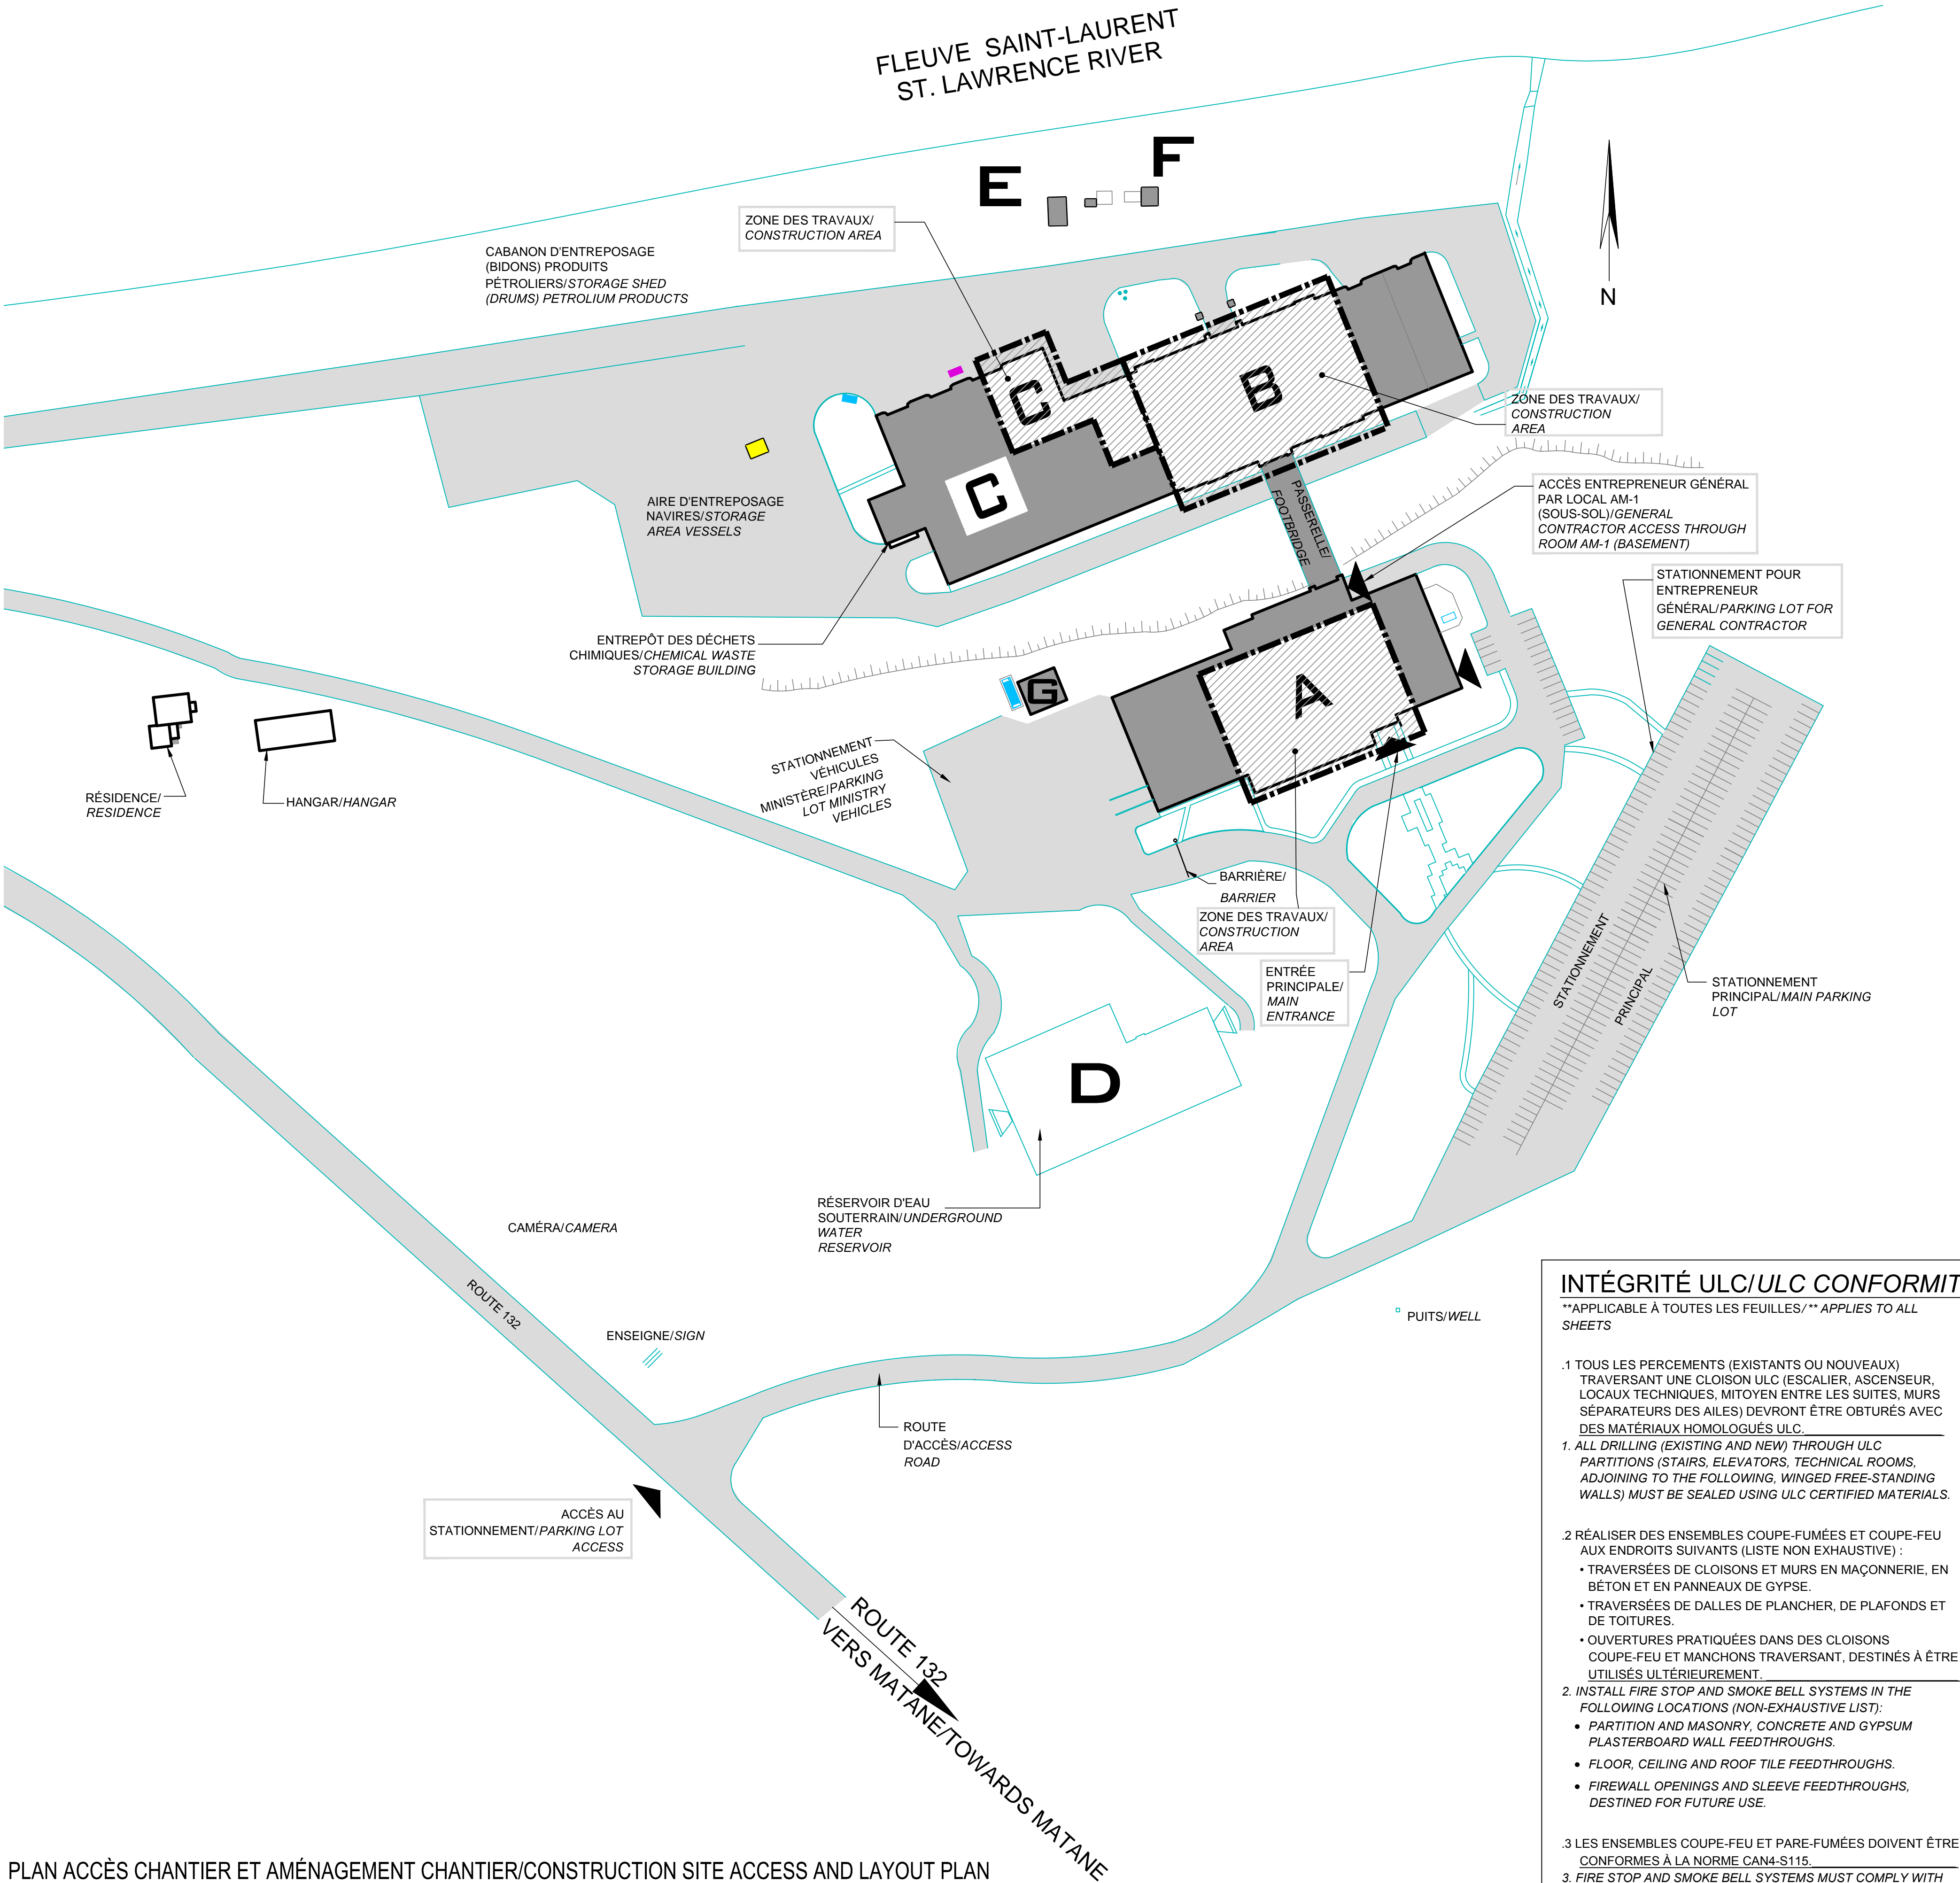 FLEUVE SAINT-LAURENT
ST. LAWRENCE RIVER
E
F
ZONE DES TRAVAUX/
CONSTRUCTION AREA
CABANON D'ENTREPOSAGE
(BIDONS) PRODUITS
PÉTROLIERS/STORAGE SHED
(DRUMS) PETROLIUM PRODUCTS
N
C
B
ZONE DES TRAVAUX/
CONSTRUCTION
AREA
C
AIRE D'ENTREPOSAGE
NAVIRES/STORAGE
AREA VESSELS
PASSERELLE/
FOOTBRIDGE
ACCÈS ENTREPRENEUR GÉNÉRAL
PAR LOCAL AM-1
(SOUS-SOL)/GENERAL
CONTRACTOR ACCESS THROUGH
ROOM AM-1 (BASEMENT)
STATIONNEMENT POUR
ENTREPRENEUR
GÉNÉRAL/PARKING LOT FOR
GENERAL CONTRACTOR
ENTREPÔT DES DÉCHETS
CHIMIQUES/CHEMICAL WASTE
STORAGE BUILDING
G
A
STATIONNEMENT
VÉHICULES
MINISTÈRE/PARKING
LOT MINISTRY
VEHICLES
RÉSIDENCE/
RESIDENCE
HANGAR/HANGAR
BARRIÈRE/
BARRIER
ZONE DES TRAVAUX/
CONSTRUCTION
AREA
ENTRÉE
PRINCIPALE/
MAIN
ENTRANCE
STATIONNEMENT
PRINCIPAL
STATIONNEMENT
PRINCIPAL/MAIN PARKING
LOT
D
RÉSERVOIR D'EAU
SOUTERRAIN/UNDERGROUND
WATER
RESERVOIR
CAMÉRA/CAMERA
ROUTE 132
ENSEIGNE/SIGN
PUITS/WELL
ROUTE
D'ACCÈS/ACCESS
ROAD
ACCÈS AU
STATIONNEMENT/PARKING LOT
ACCESS
ROUTE 132
VERS MATANE/TOWARDS MATANE
PLAN ACCÈS CHANTIER ET AMÉNAGEMENT CHANTIER/CONSTRUCTION SITE ACCESS AND LAYOUT PLAN
INTÉGRITÉ ULC/ULC CONFORMIT
**APPLICABLE À TOUTES LES FEUILLES/** APPLIES TO ALL
SHEETS
.1 TOUS LES PERCEMENTS (EXISTANTS OU NOUVEAUX)
TRAVERSANT UNE CLOISON ULC (ESCALIER, ASCENSEUR,
LOCAUX TECHNIQUES, MITOYEN ENTRE LES SUITES, MURS
SÉPARATEURS DES AILES) DEVRONT ÊTRE OBTURÉS AVEC
DES MATÉRIAUX HOMOLOGUÉS ULC.
1. ALL DRILLING (EXISTING AND NEW) THROUGH ULC
PARTITIONS (STAIRS, ELEVATORS, TECHNICAL ROOMS,
ADJOINING TO THE FOLLOWING, WINGED FREE-STANDING
WALLS) MUST BE SEALED USING ULC CERTIFIED MATERIALS.
.2 RÉALISER DES ENSEMBLES COUPE-FUMÉES ET COUPE-FEU
AUX ENDROITS SUIVANTS (LISTE NON EXHAUSTIVE) :
• TRAVERSÉES DE CLOISONS ET MURS EN MAÇONNERIE, EN
BÉTON ET EN PANNEAUX DE GYPSE.
• TRAVERSÉES DE DALLES DE PLANCHER, DE PLAFONDS ET
DE TOITURES.
• OUVERTURES PRATIQUÉES DANS DES CLOISONS
COUPE-FEU ET MANCHONS TRAVERSANT, DESTINÉS À ÊTRE
UTILISÉS ULTÉRIEUREMENT.
2. INSTALL FIRE STOP AND SMOKE BELL SYSTEMS IN THE
FOLLOWING LOCATIONS (NON-EXHAUSTIVE LIST):
• PARTITION AND MASONRY, CONCRETE AND GYPSUM
PLASTERBOARD WALL FEEDTHROUGHS.
• FLOOR, CEILING AND ROOF TILE FEEDTHROUGHS.
• FIREWALL OPENINGS AND SLEEVE FEEDTHROUGHS,
DESTINED FOR FUTURE USE.
.3 LES ENSEMBLES COUPE-FEU ET PARE-FUMÉES DOIVENT ÊTRE
CONFORMES À LA NORME CAN4-S115.
3. FIRE STOP AND SMOKE BELL SYSTEMS MUST COMPLY WITH